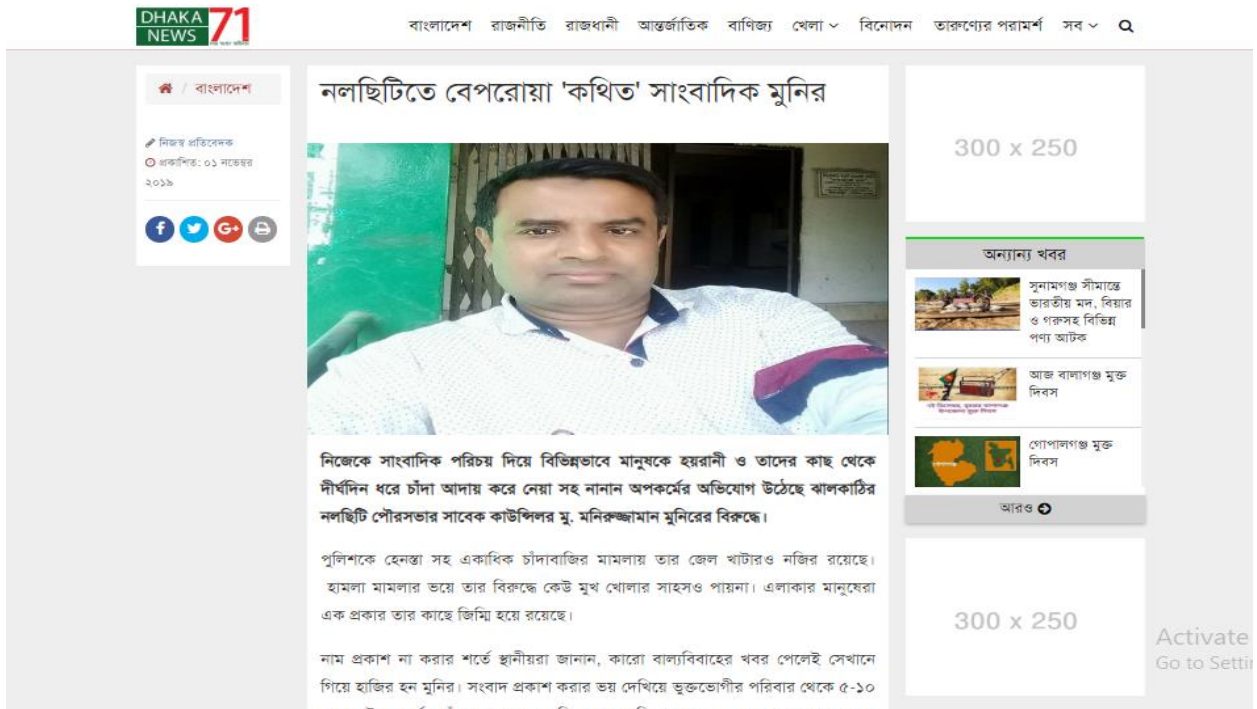 DHAKA
NEWS 71
বাংলাদেশ রাজনীতি রাজধানী আন্তর্জাতিক বাণিজ্য খেলা বিনোদন তারুণ্যের পরামর্শ সব
/ বাংলাদেশ
নিজস্ব প্রতিবেদক
প্রকাশিত: ০১ নভেম্বর
২০১৯
নলছিটিতে বেপরোয়া 'কথিত' সাংবাদিক মুনির
নিজেকে সাংবাদিক পরিচয় দিয়ে বিভিন্নভাবে মানুষকে হয়রানী ও তাদের কাছ থেকে
দীর্ঘদিন ধরে চাঁদা আদায় করে নেয়া সহ নানান অপকর্মের অভিযোগ উঠেছে ঝালকাঠির
নলছিটি পৌরসভার সাবেক কাউন্সিলর মু. মনিরুজ্জামান মুনিরের বিরুদ্ধে।
পুলিশকে হেনস্তা সহ একাধিক চাঁদাবাজির মামলায় তার জেল খাটারও নজির রয়েছে।
হামলা মামলার ভয়ে তার বিরুদ্ধে কেউ মুখ খোলার সাহসও পায়না। এলাকার মানুষেরা
এক প্রকার তার কাছে জিম্মি হয়ে রয়েছে।
নাম প্রকাশ না করার শর্তে স্থানীয়রা জানান, কারো বাল্যবিবাহের খবর পেলেই সেখানে
গিয়ে হাজির হন মুনির। সংবাদ প্রকাশ করার ভয় দেখিয়ে ভুক্তভোগীর পরিবার থেকে ৫-১০
300 x 250
অন্যান্য খবর
সুনামগঞ্জ সীমান্তে
ভারতীয় মদ, বিয়ার
ও গরুসহ বিভিন্ন
পণ্য আটক
আজ বালাগঞ্জ মুক্ত
দিবস
গোপালগঞ্জ মুক্ত
দিবস
আরও
300 x 250
Activate
Go to Setti